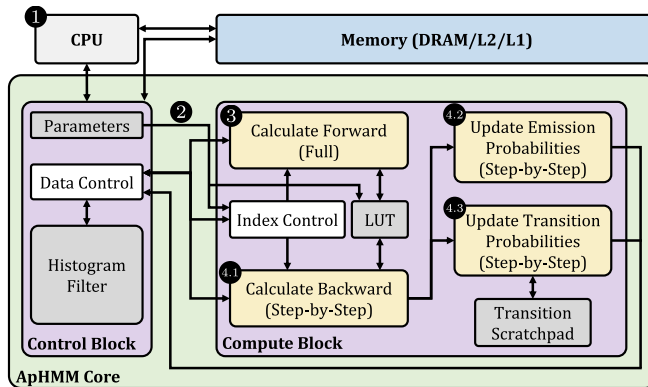 1
CPU
Memory (DRAM/L2/L1)
Parameters
2
3
Calculate Forward
(Full)
4.2
Update Emission
Probabilities
(Step-by-Step)
Data Control
Index Control
LUT
4.3
Update Transition
Probabilities
(Step-by-Step)
Histogram
Filter
4.1
Calculate Backward
(Step-by-Step)
Transition
Scratchpad
Control Block
Compute Block
ApHMM Core